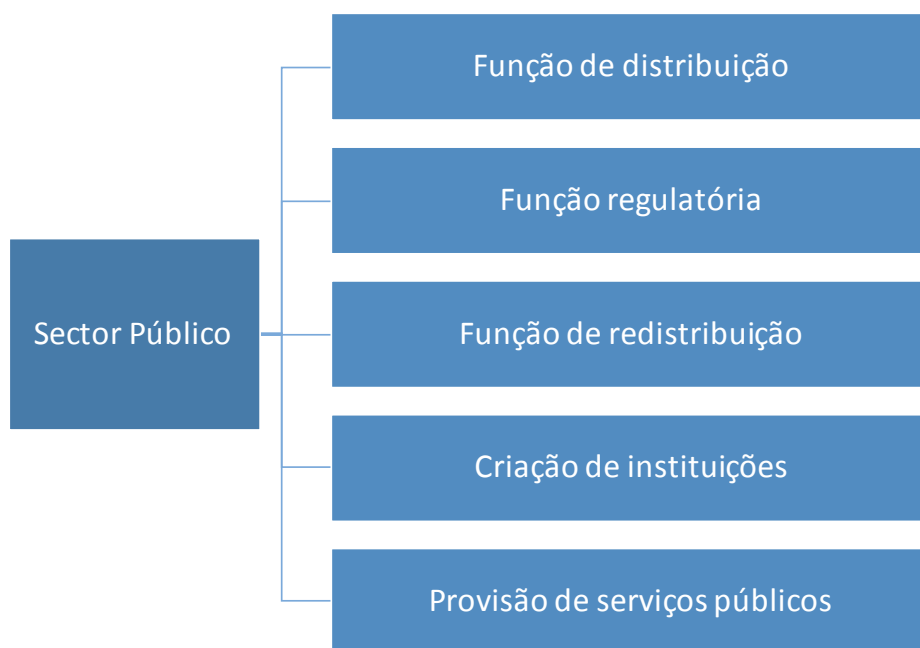 Função de distribuição
Função regulatória
Sector Público
Função de redistribuição
Criação de instituições
Provisão de serviços públicos